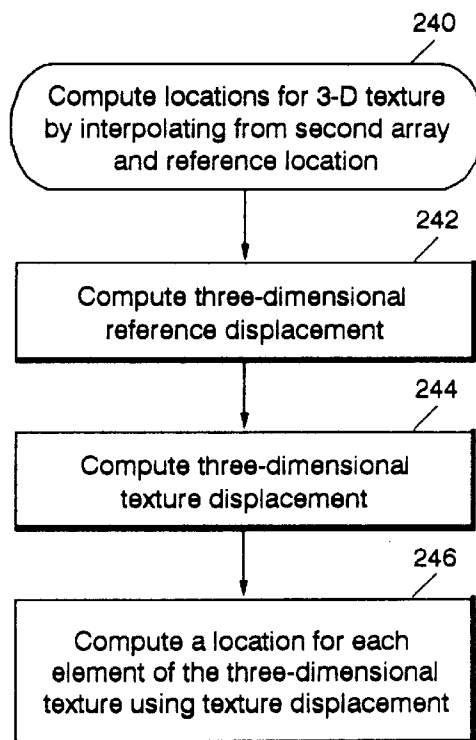 240
Compute locations for 3-D texture
by interpolating from second array
and reference location
242
Compute three-dimensional
reference displacement
244
Compute three-dimensional
texture displacement
246
Compute a location for each
element of the three-dimensional
texture using texture displacement